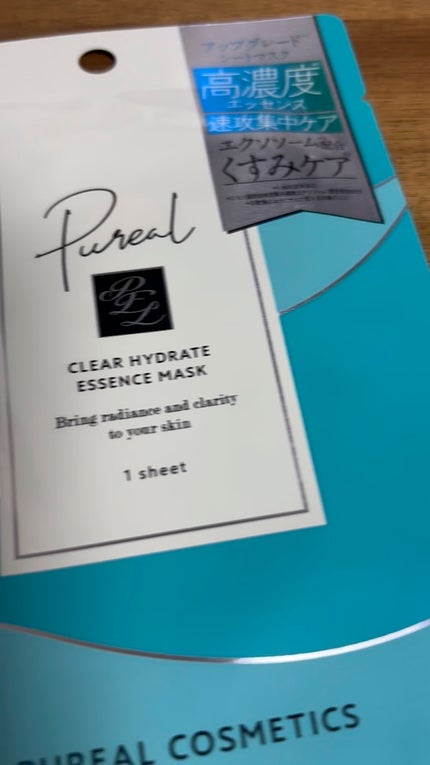 アップグレード
シートマスク
高濃度
エッセンス
速攻集中ケア
エクソソーム配合
くすみケア
Pureal
PEL
CLEAR HYDRATE
ESSENCE MASK
Bring radiance and clarity
to your skin
1 sheet
PUREAL COSMETICS